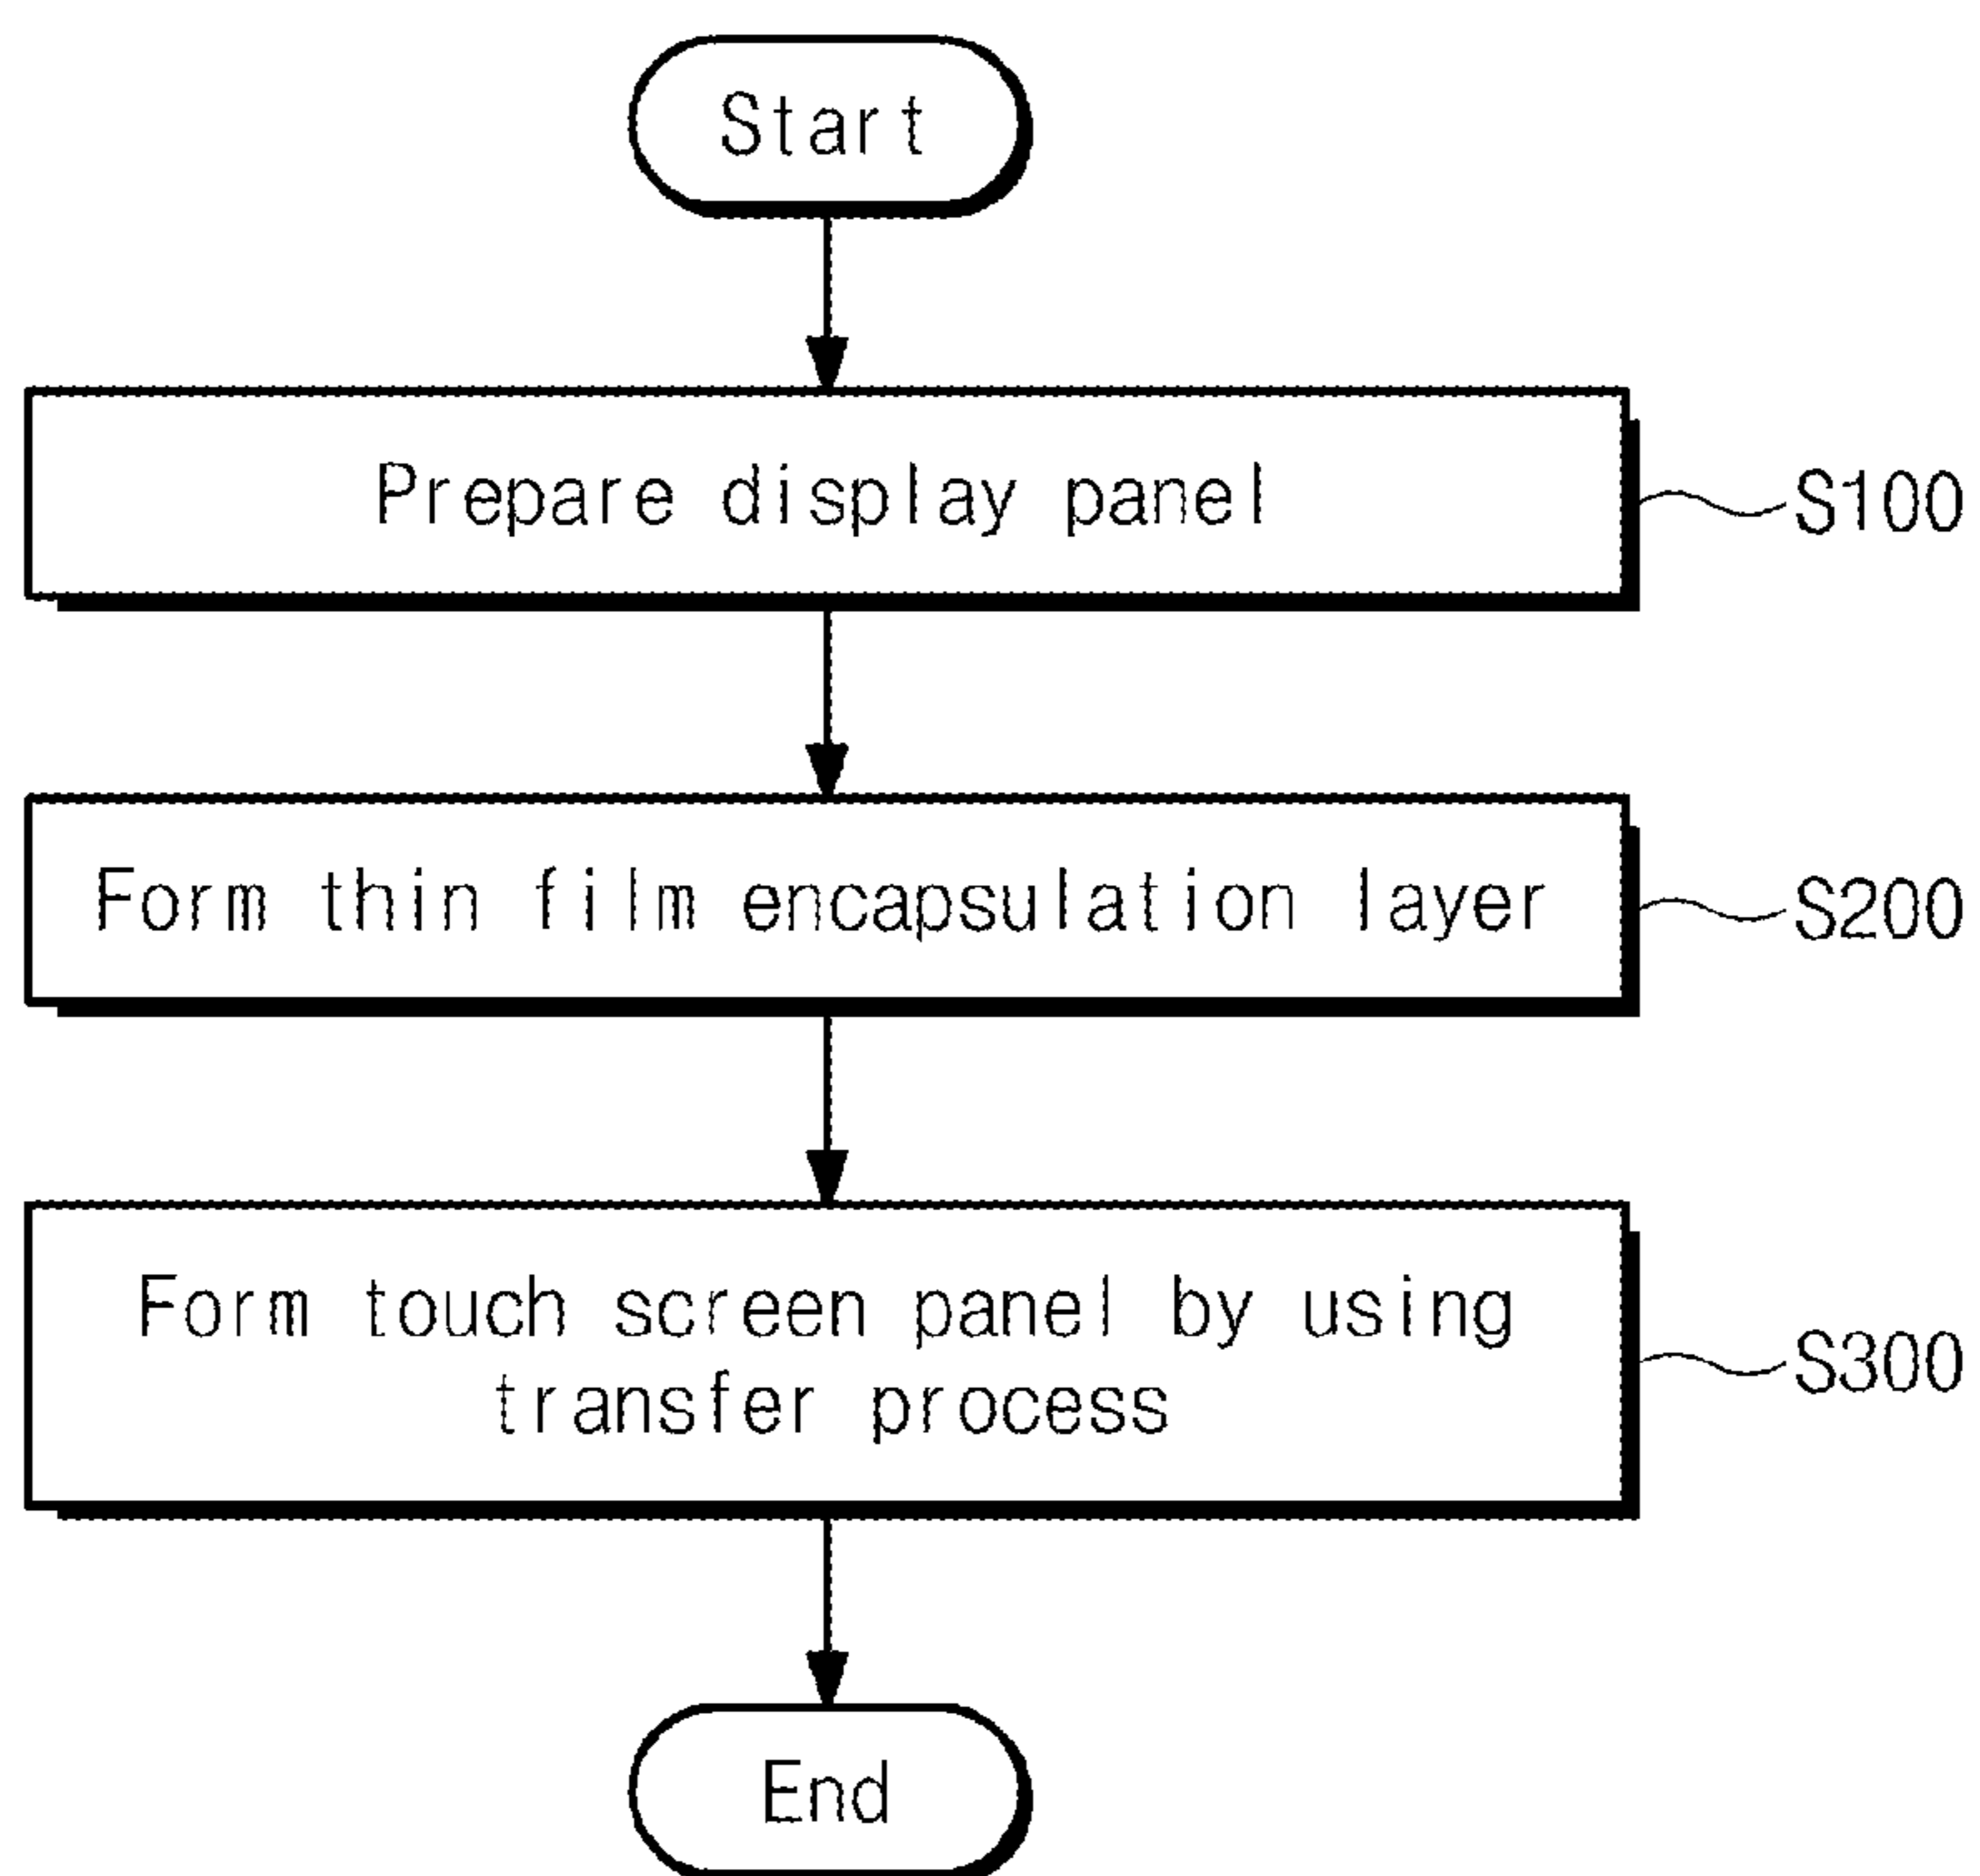 Start
Prepare display panel
S100
Form thin film encapsulation layer
S200
Form touch screen panel by using
transfer process
S300
End